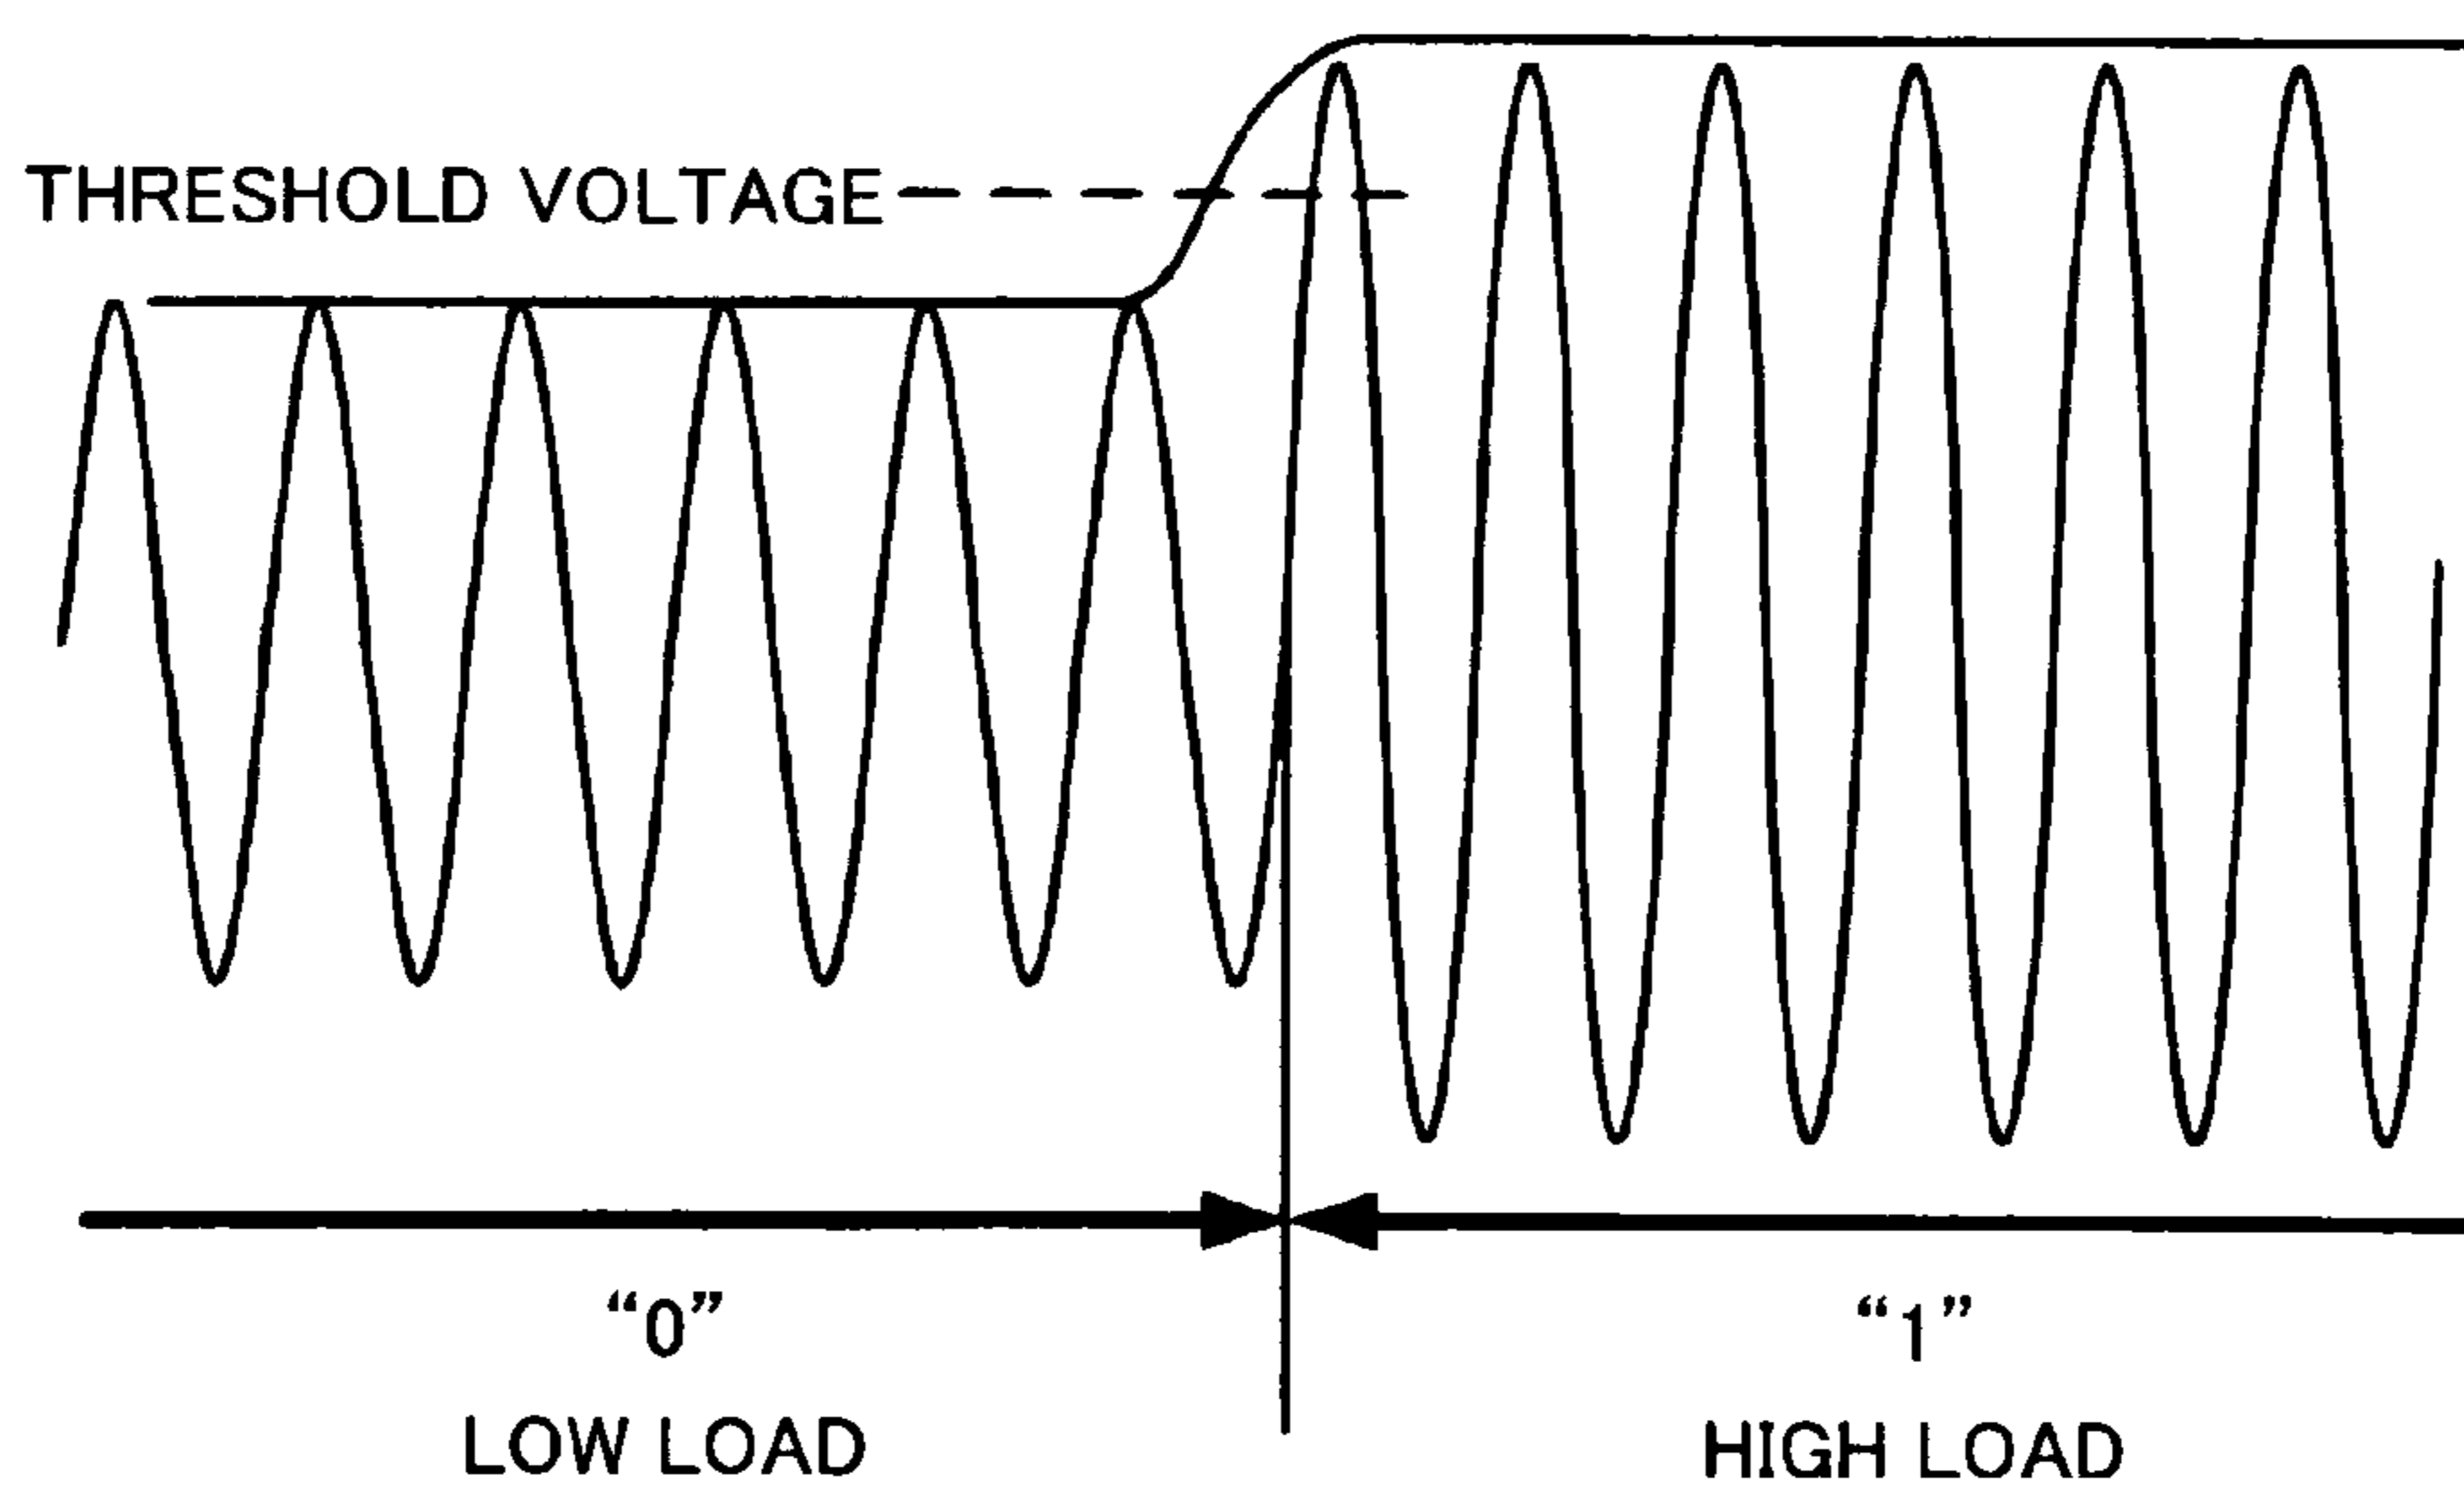 THRESHOLD VOLTAGE
“0”
LOW LOAD
“1”
HIGH LOAD